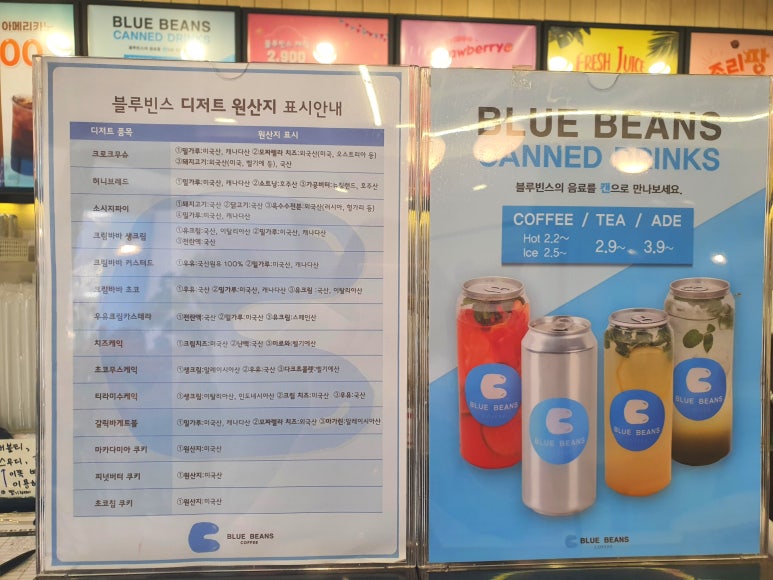 아메리카노
BLUE BEANS
CANNED DRINKS
블루빈스 커피
2,900
FRESH JUICE
블루빈스 디저트 원산지 표시안내
디저트 품목 원산지 표시
크로크무슈 ①밀가루:미국산, 캐나다산 ②모짜렐라 치즈:외국산(미국, 오스트리아 등)
③돼지고기:외국산(미국, 벨기에 등), 국산
허니브레드 ①밀가루:미국산, 캐나다산 ②쇼트닝:호주산 ③가공버터:뉴질랜드, 호주산
소시지파이 ①돼지고기:국산 ②닭고기:국산 ③옥수수전분:외국산(러시아, 헝가리 등)
④밀가루:미국산, 캐나다산
크림바바 생크림 ①유크림:국산, 이탈리아산 ②밀가루:미국산, 캐나다산
③전란액:국산
크림바바 커스터드 ①우유:국산원유 100% ②밀가루:미국산, 캐나다산
크림바바 초코 ①우유:국산 ②밀가루:미국산, 캐나다산 ③유크림 :국산, 이탈리아산
우유크림카스테라 ①전란액:국산 ②밀가루:미국산 ③유크림:스페인산
치즈케익 ①크림치즈:미국산 ②난백:국산 ③미로와:벨기에산
초코무스케익 ①생크림:말레이시아산 ②우유:국산 ③다크초콜렛:벨기에산
티라미수케익 ①생크림:이탈리아산, 인도네시아산 ②크림 치즈:미국산 ③우유:국산
갈릭바게트볼 ①밀가루:미국산, 캐나다산 ②모짜렐라 치즈:외국산 ③마가린:말레이시아산
마카다미아 쿠키 ①원산지:미국산
피넛버터 쿠키 ①원산지:미국산
초코칩 쿠키 ①원산지:미국산
BLUE BEANS
COFFEE
BLUE BEANS
CANNED DRINKS
블루빈스의 음료를 캔으로 만나보세요.
COFFEE / TEA / ADE
Hot 2.2~
Ice 2.5~
2.9~ 3.9~
BLUE BEANS
BLUE BEANS
BLUE BEANS
BLUE BEANS
BLUE BEANS
COFFEE